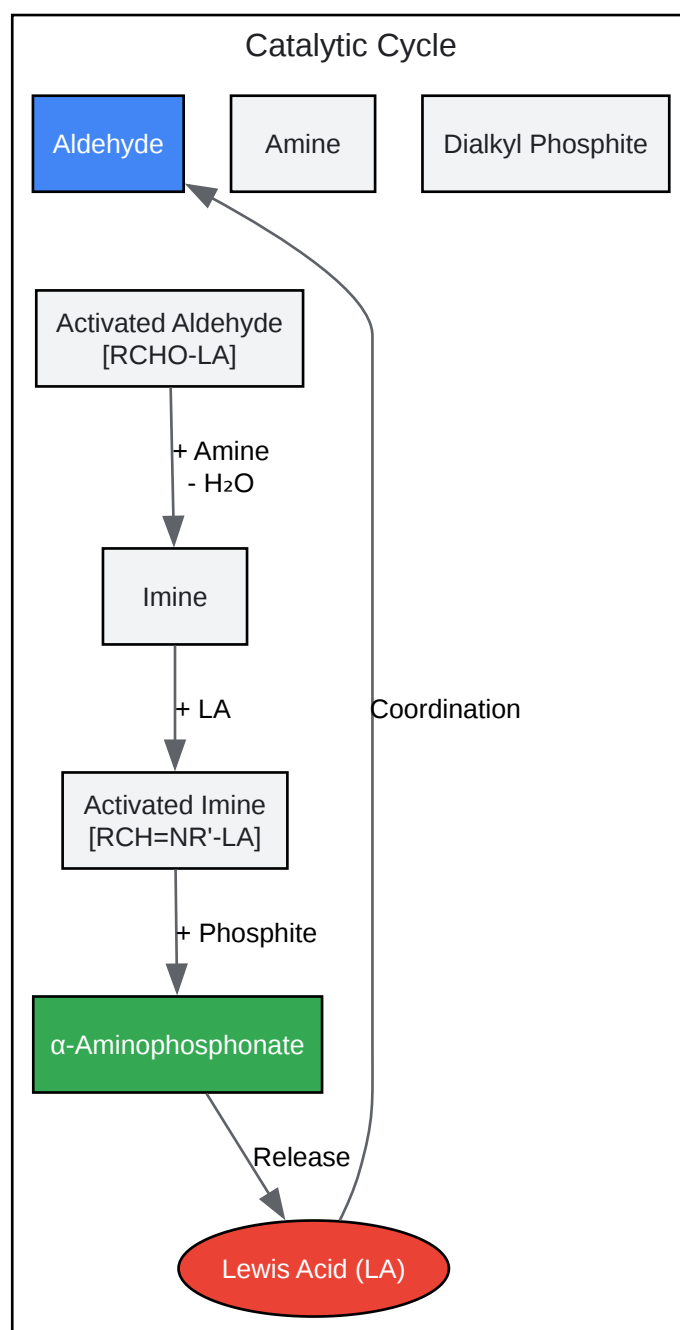 Catalytic Cycle
Aldehyde
Amine
Dialkyl Phosphite
Activated Aldehyde
[RCHO-LA]
+ Amine
- H₂O
Imine
+ LA
Coordination
Activated Imine
[RCH=NR'-LA]
+ Phosphite
α-Aminophosphonate
Release
Lewis Acid (LA)